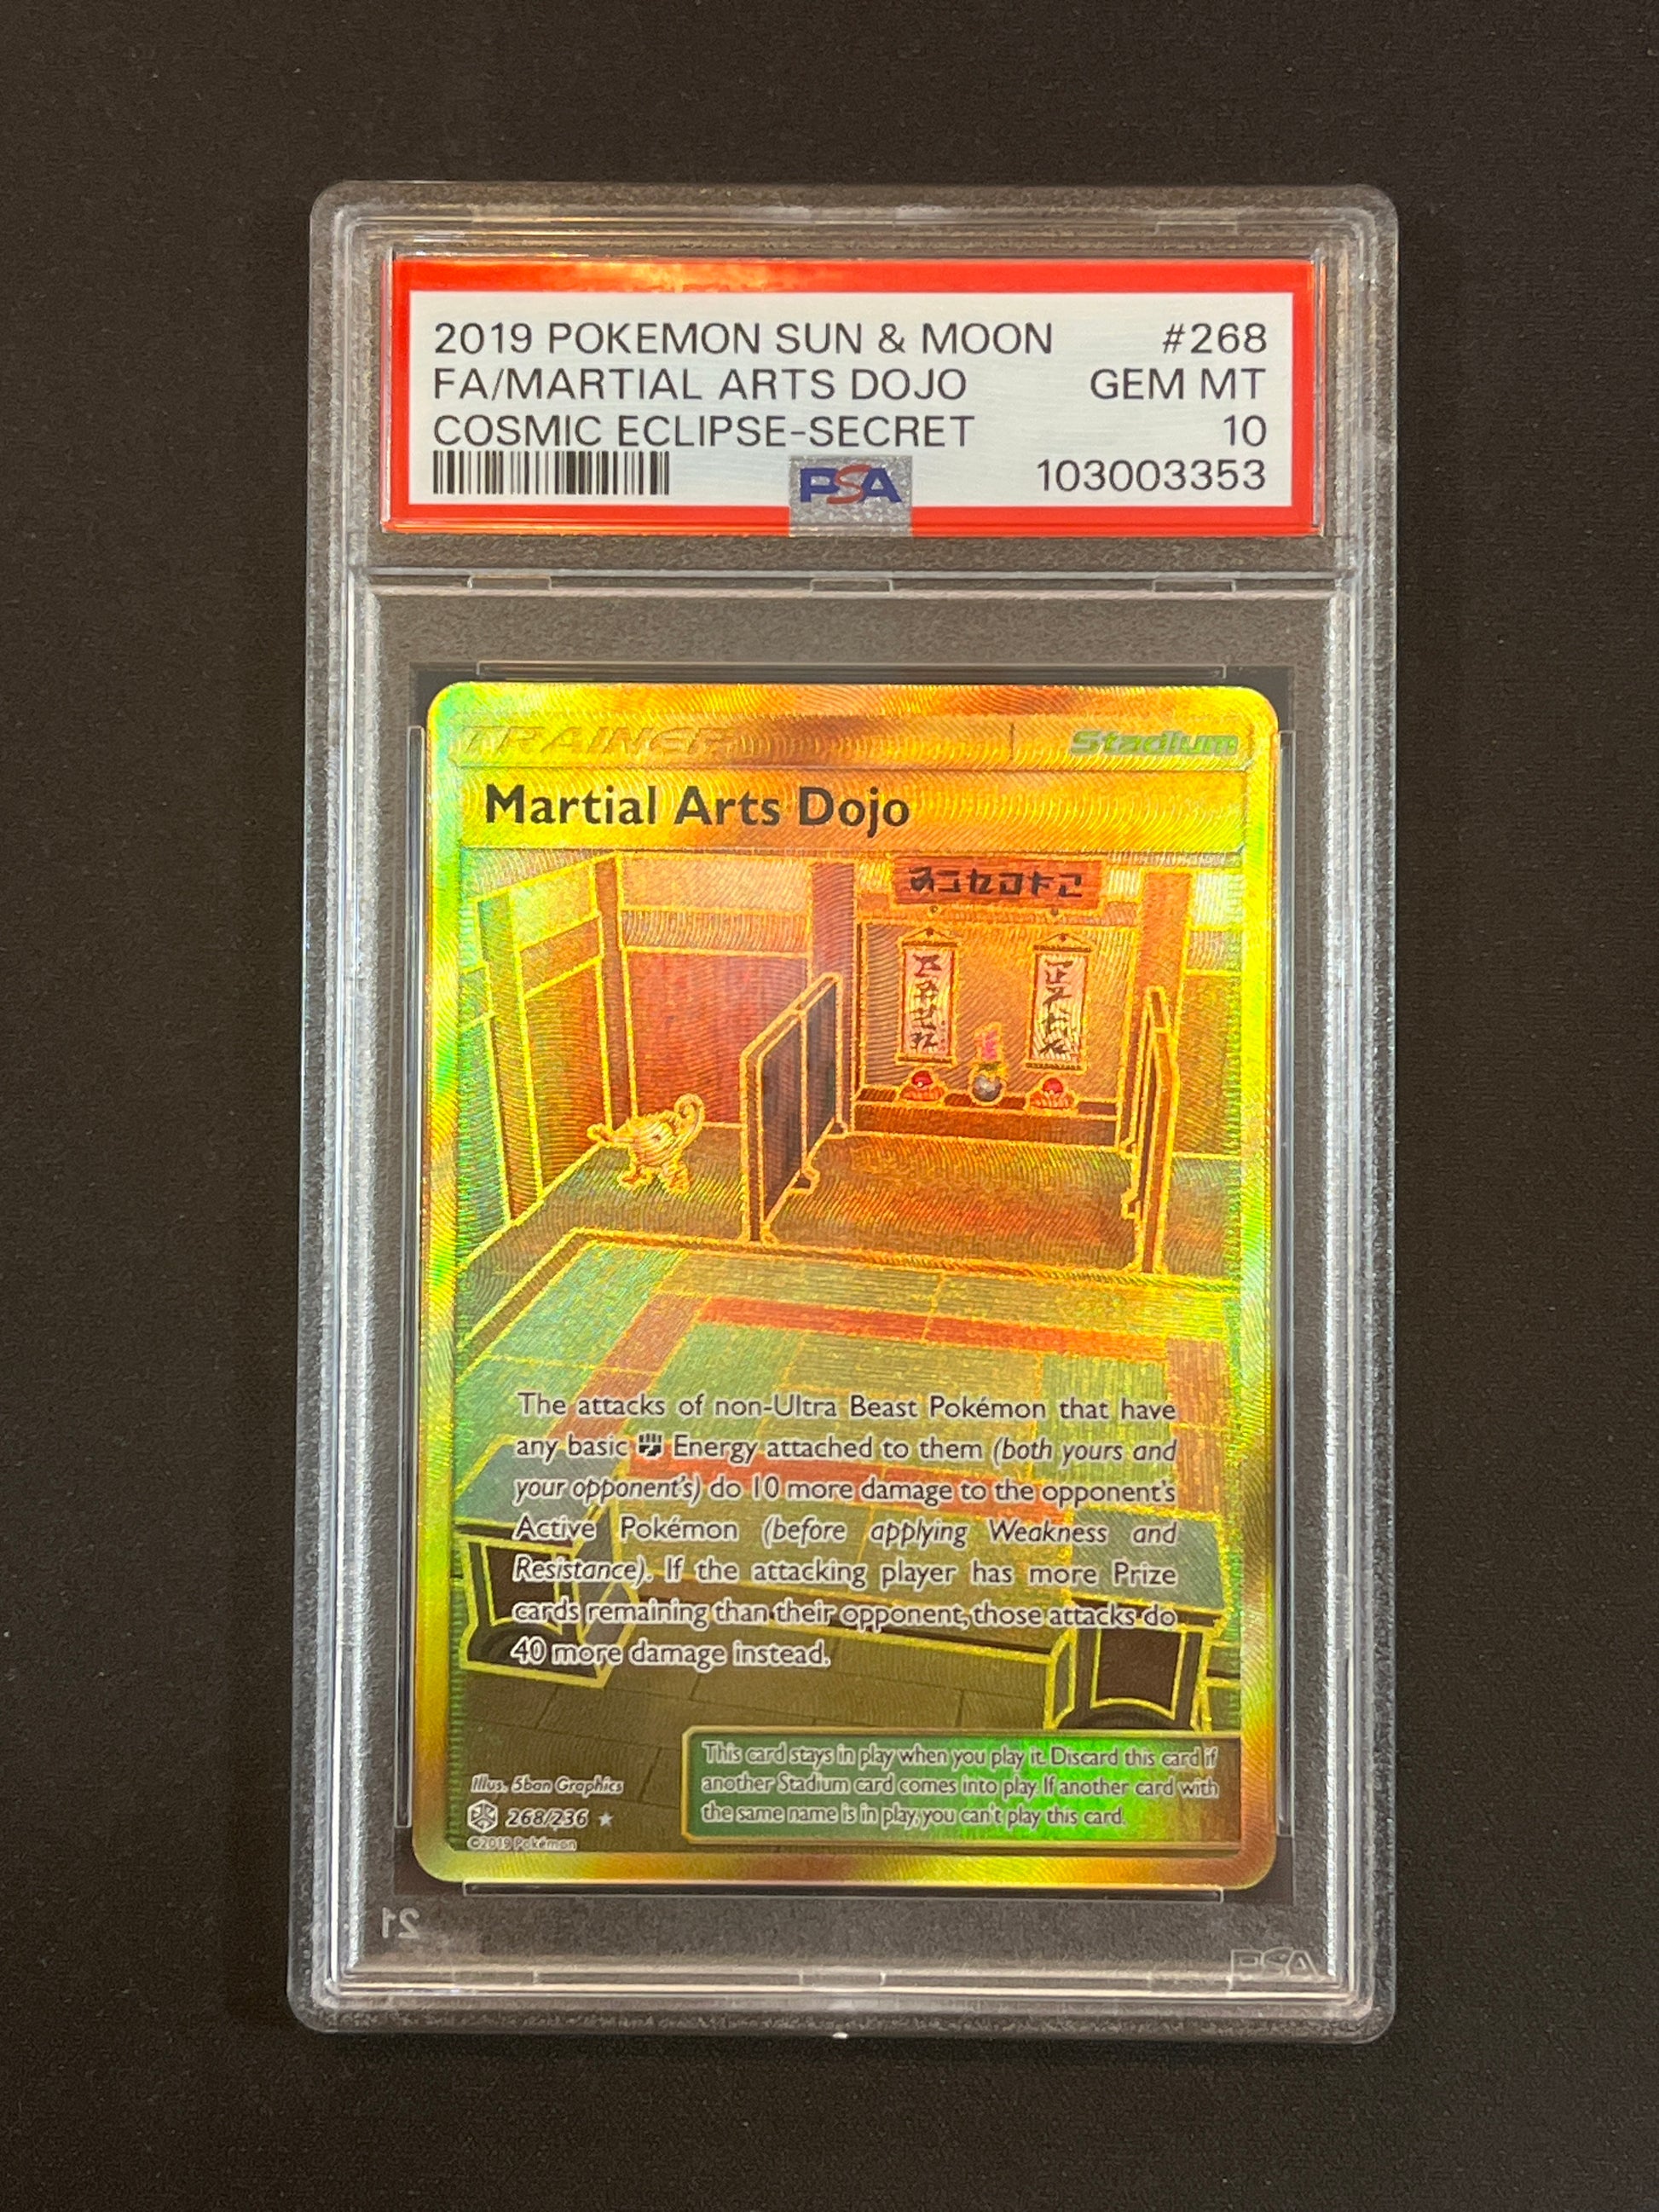 2019 POKEMON SUN & MOON #268
FA/MARTIAL ARTS DOJO GEM MT
COSMIC ECLIPSE-SECRET 10
PSA 103003353
TRAINER Stadium
Martial Arts Dojo
The attacks of non-Ultra Beast Pokémon that have
any basic Energy attached to them (both yours and
your opponent's) do 10 more damage to the opponent's
Active Pokémon (before applying Weakness and
Resistance). If the attacking player has more Prize
cards remaining than their opponent, those attacks do
40 more damage instead.
This card stays in play when you play it. Discard this card if
another Stadium card comes into play. If another card with
the same name is in play, you can't play this card.
Illus. 5ban Graphics
268/236
©2019 Pokémon
21
PSA